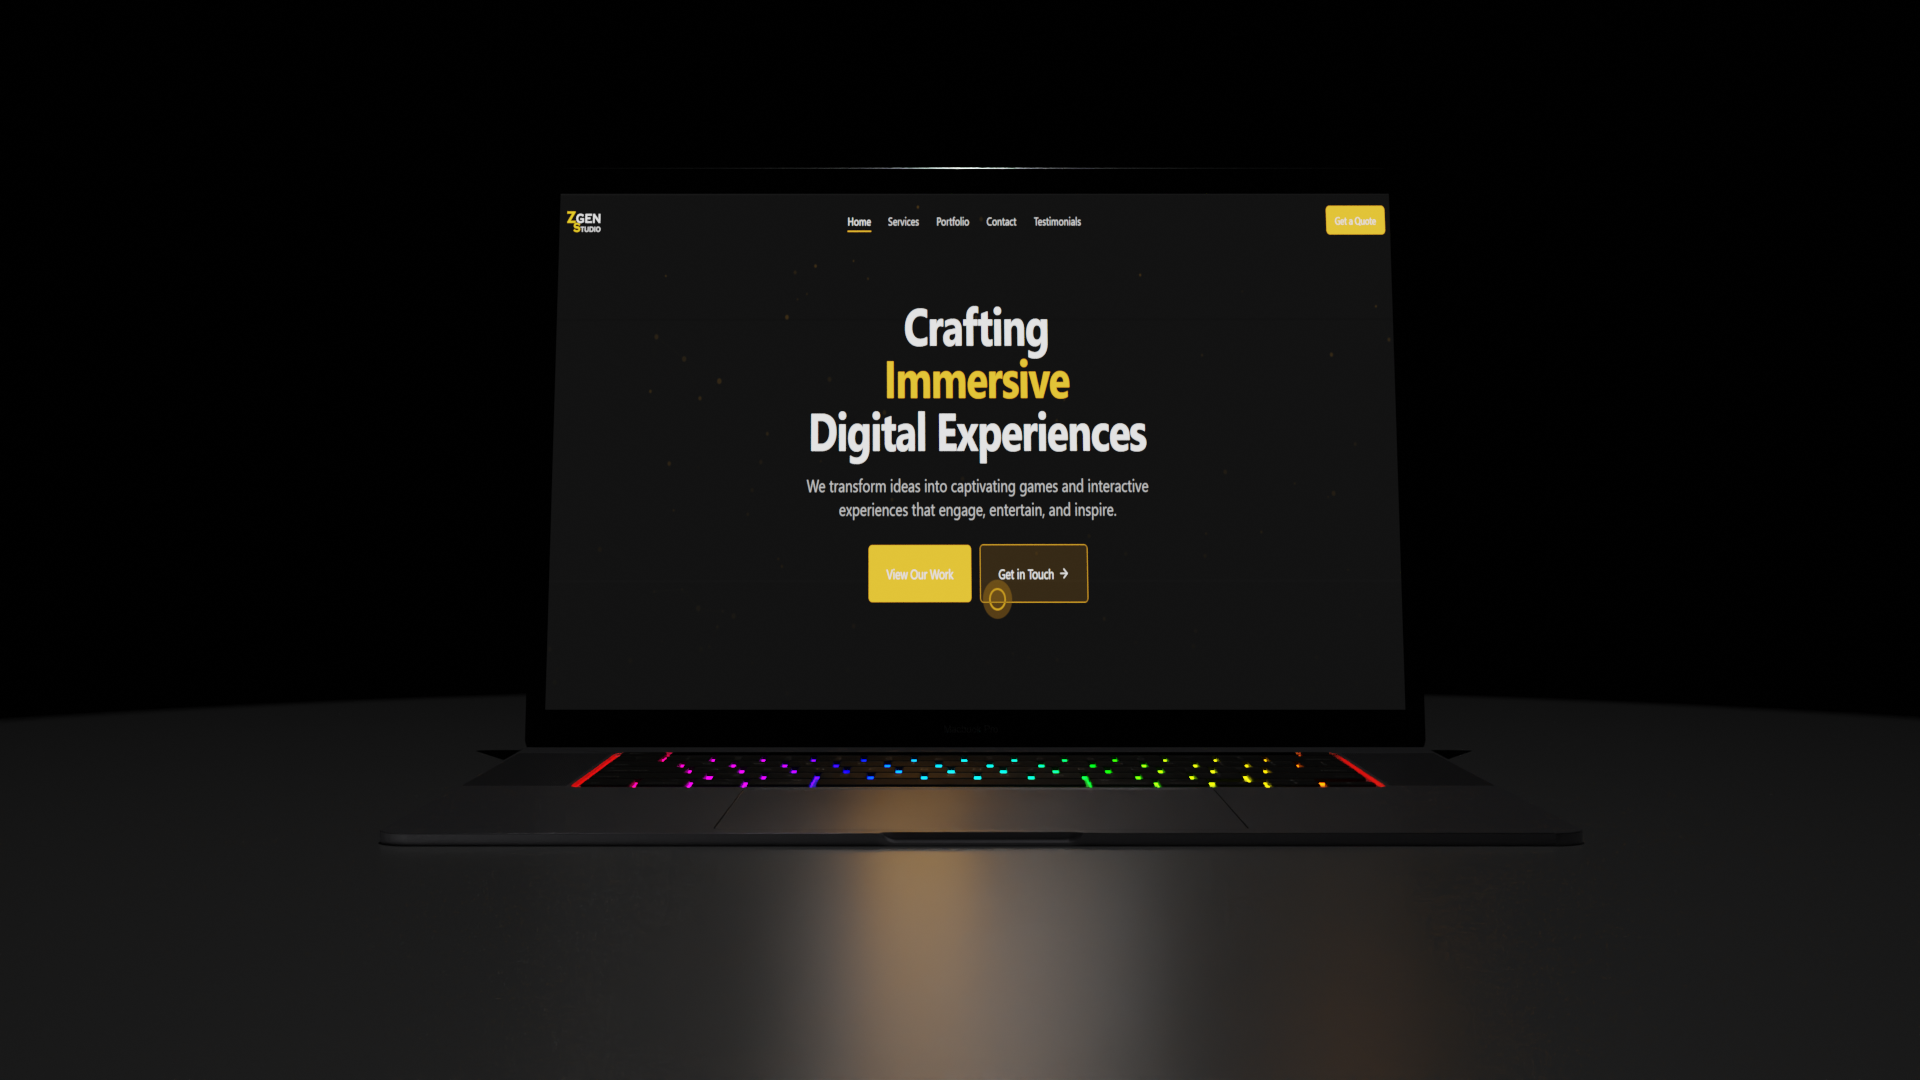 ZGEN
STUDIO
Home Services Portfolio Contact Testimonials
Get a Quote
Crafting
Immersive
Digital Experiences
We transform ideas into captivating games and interactive
experiences that engage, entertain, and inspire.
View Our Work
Get in Touch →